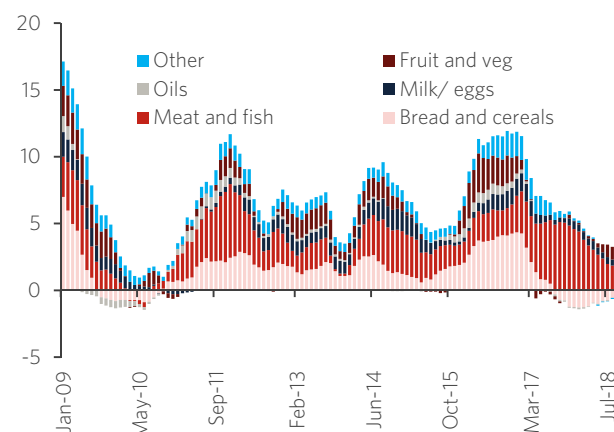 20
15
10
5
0
-5
Other
Fruit and veg
Oils
Milk/ eggs
Meat and fish
Bread and cereals
Jan-09
May-10
Sep-11
Feb-13
Jun-14
Oct-15
Mar-17
Jul-18